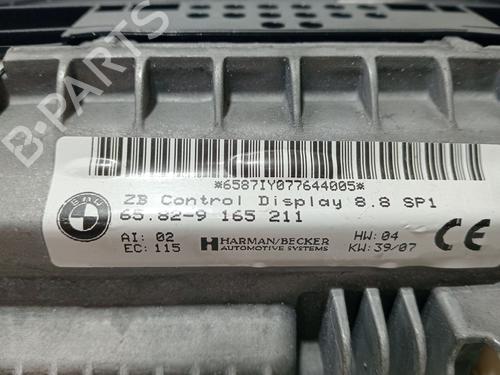 B-PARTS
*6587IY077644005*
BMW
ZB Control Display 8.8 SP1
65.82-9 165 211
AI: 02
EC: 115
H HARMAN/BECKER
AUTOMOTIVE SYSTEMS
HW: 04
KW: 39/07
CE